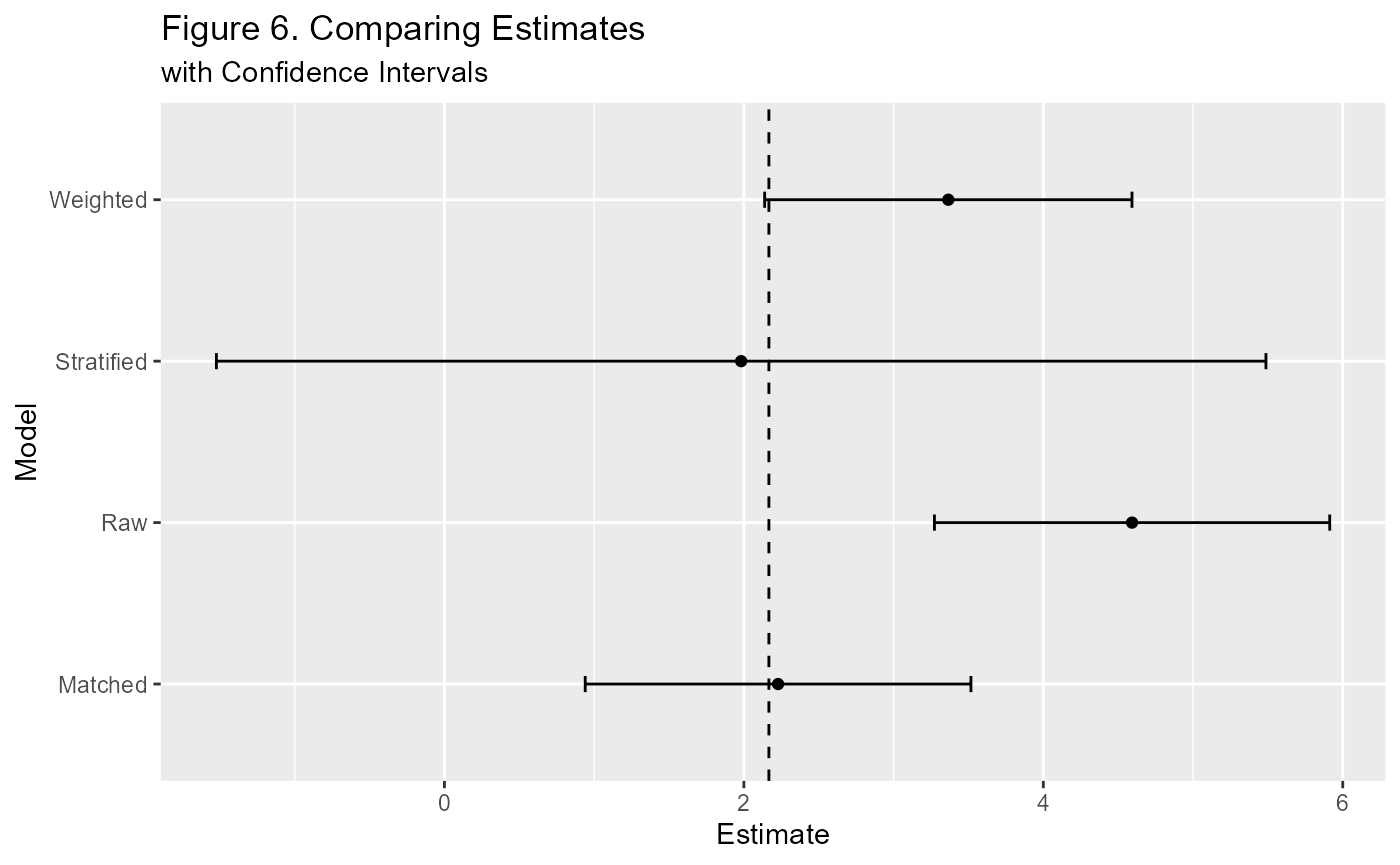 Figure 6. Comparing Estimates
with Confidence Intervals
Model
Weighted
Stratified
Raw
Matched
0 2 4 6
Estimate